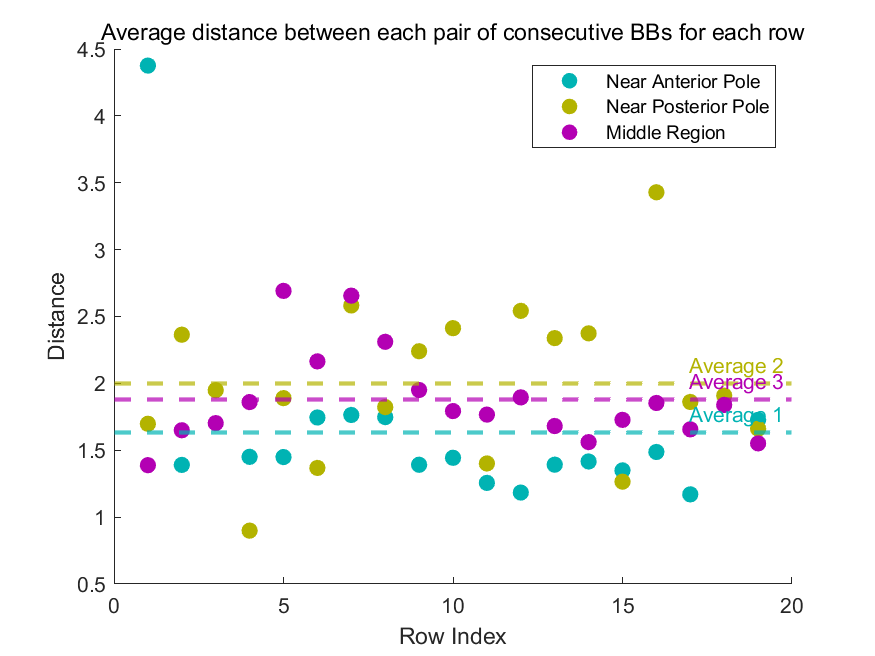 Average distance between each pair of consecutive BBs for each row
4.5
4
3.5
3
2.5
2
1.5
1
0.5
Distance
Near Anterior Pole
Near Posterior Pole
Middle Region
Average 2
Average 3
Average 1
0 5 10 15 20
Row Index